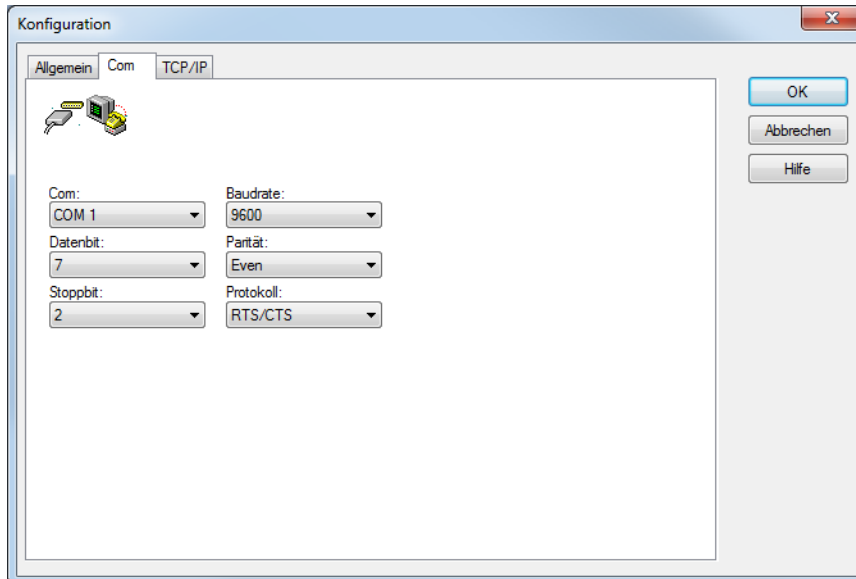 Konfiguration
Allgemein Com TCP/IP
OK
Abbrechen
Hilfe
Com: Baudrate:
COM 1 9600
Datenbit: Parität:
7 Even
Stoppbit: Protokoll:
2 RTS/CTS